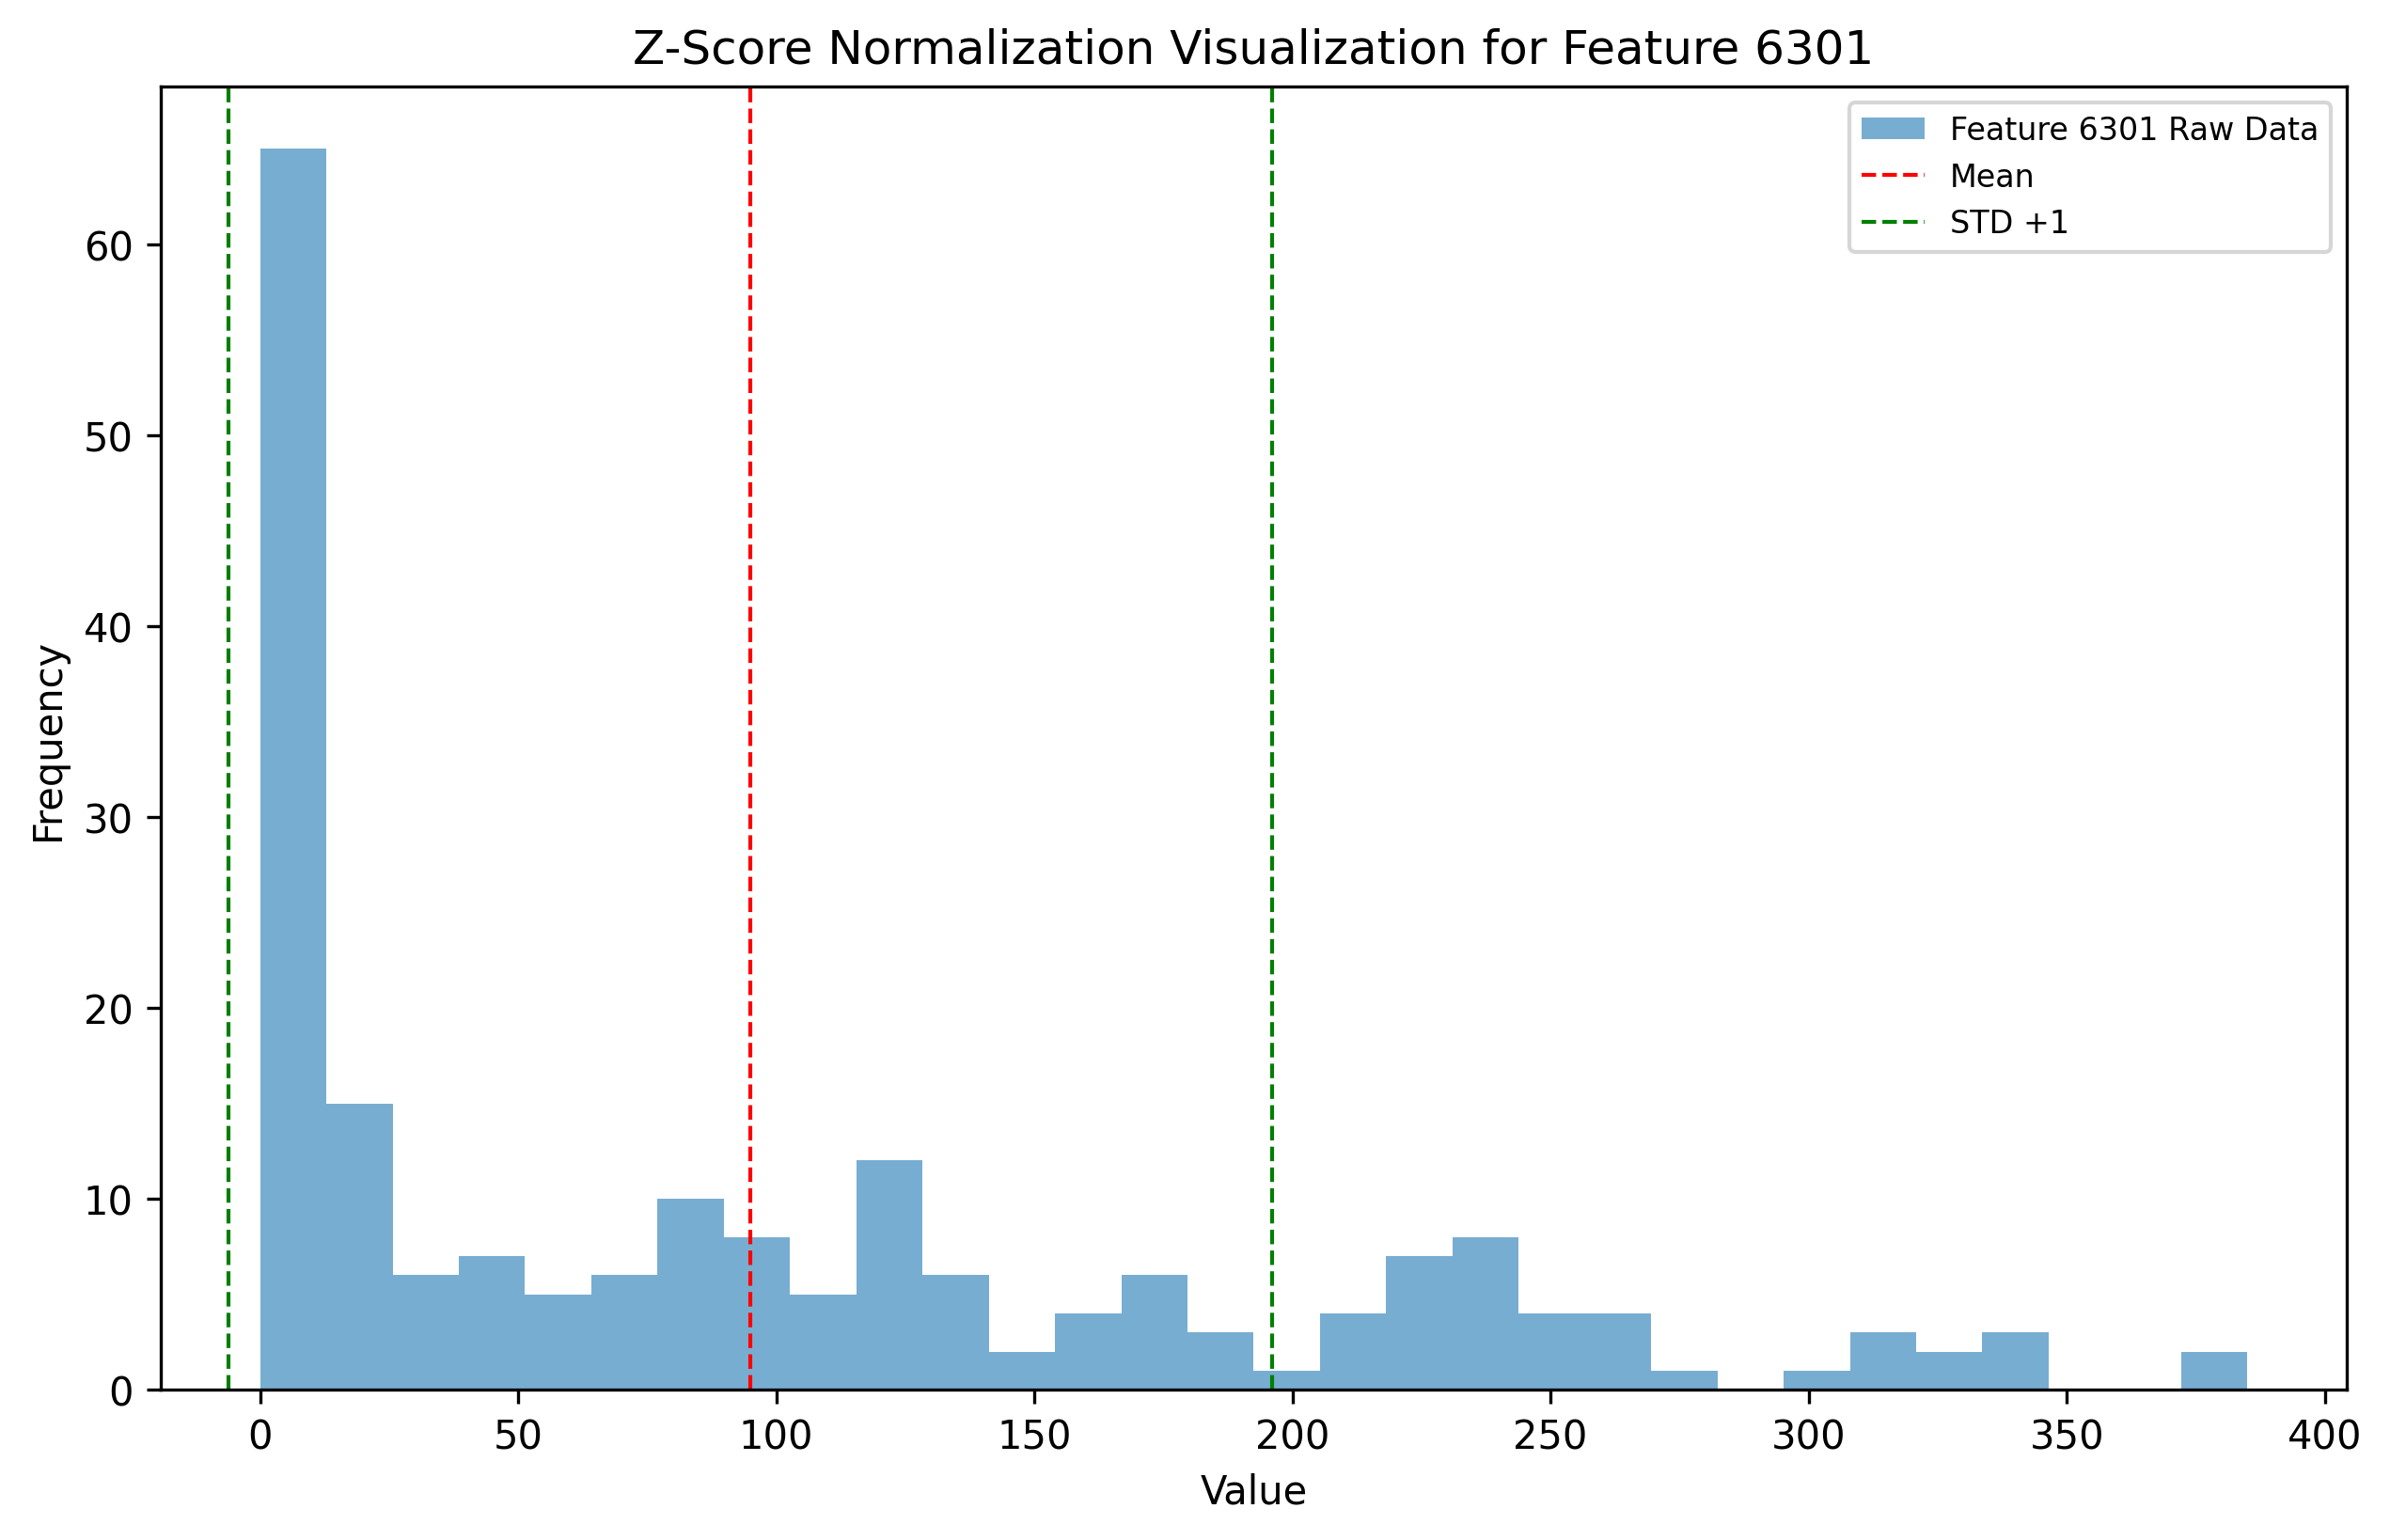 Z-Score Normalization Visualization for Feature 6301
Feature 6301 Raw Data
Mean
STD +1
60
50
40
30
20
10
0
Frequency
0 50 100 150 200 250 300 350 400
Value